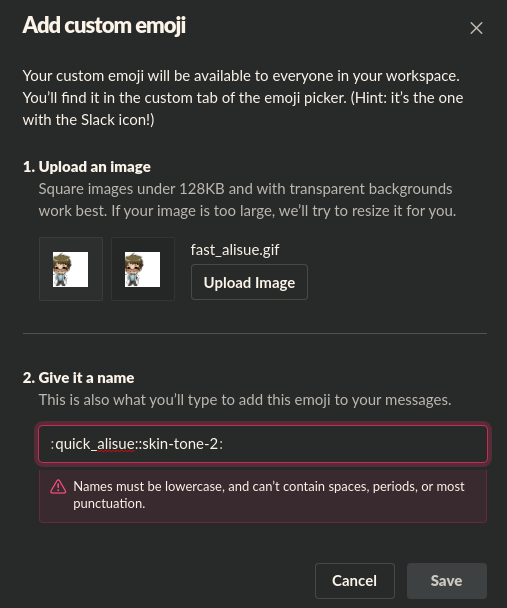 Add custom emoji
Your custom emoji will be available to everyone in your workspace.
You'll find it in the custom tab of the emoji picker. (Hint: it's the one
with the Slack icon!)
1. Upload an image
Square images under 128KB and with transparent backgrounds
work best. If your image is too large, we'll try to resize it for you.
fast_alisue.gif
Upload Image
2. Give it a name
This is also what you'll type to add this emoji to your messages.
:quick_alisue::skin-tone-2:
Names must be lowercase, and can't contain spaces, periods, or most
punctuation.
Cancel
Save